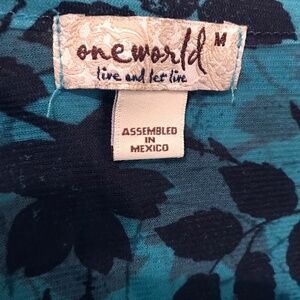 oneworld M
live and let live
ASSEMBLED
IN
MEXICO